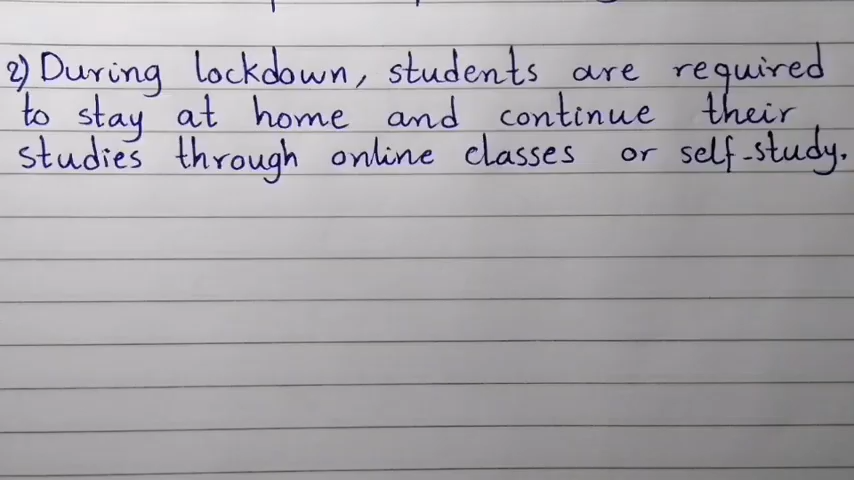 2) During lockdown, students are required
to stay at home and continue their
studies through online classes or self-study.